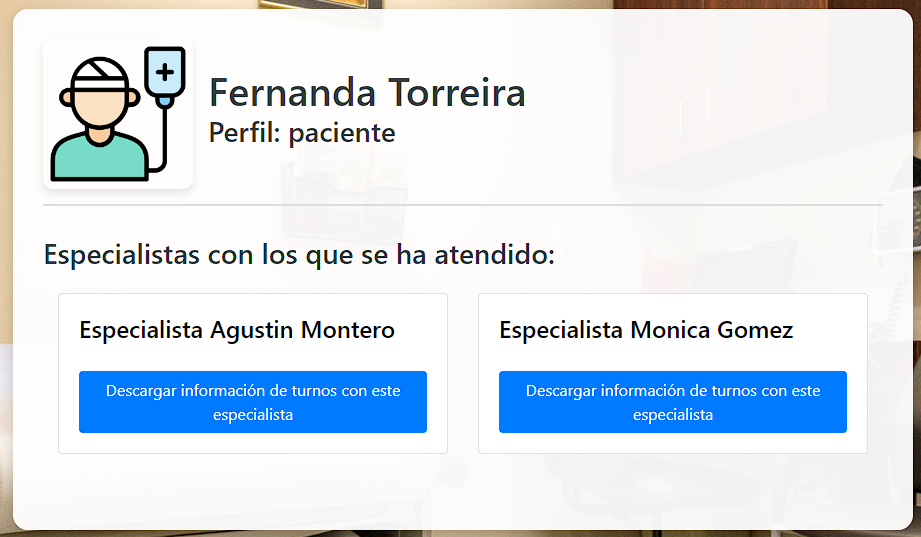 Fernanda Torreira
Perfil: paciente
Especialistas con los que se ha atendido:
Especialista Agustin Montero
Descargar información de turnos con este
especialista
Especialista Monica Gomez
Descargar información de turnos con este
especialista